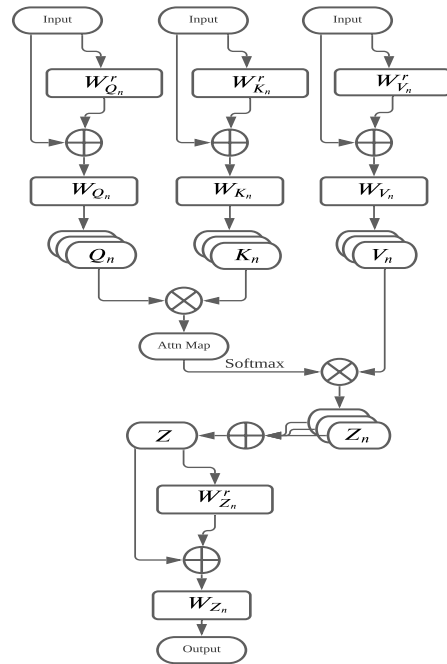 Input Input Input
W^r_{Q_n} W^r_{K_n} W^r_{V_n}
W_{Q_n} W_{K_n} W_{V_n}
Q_n K_n V_n
Attn Map
Softmax
Z Z_n
W^r_{Z_n}
W_{Z_n}
Output